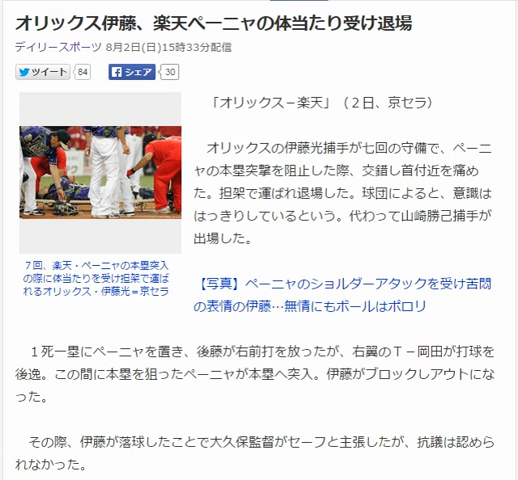 オリックス伊藤、楽天ペーニャの体当たり受け退場
デイリースポーツ 8月2日(日)15時33分配信
ツイート 84 シェア 30
「オリックス－楽天」（２日、京セラ）
オリックスの伊藤光捕手が七回の守備で、ペーニ
ャの本塁突撃を阻止した際、交錯し首付近を痛め
た。担架で運ばれ退場した。球団によると、意識は
はっきりしているという。代わって山崎勝己捕手が
出場した。
７回、楽天・ペーニャの本塁突入
の際に体当たりを受け担架で運ば
れるオリックス・伊藤光＝京セラ
【写真】ペーニャのショルダーアタックを受け苦悶
の表情の伊藤…無情にもボールはポロリ
１死一塁にペーニャを置き、後藤が右前打を放ったが、右翼のＴ－岡田が打球を
後逸。この間に本塁を狙ったペーニャが本塁へ突入。伊藤がブロックしアウトにな
った。
その際、伊藤が落球したことで大久保監督がセーフと主張したが、抗議は認めら
れなかった。